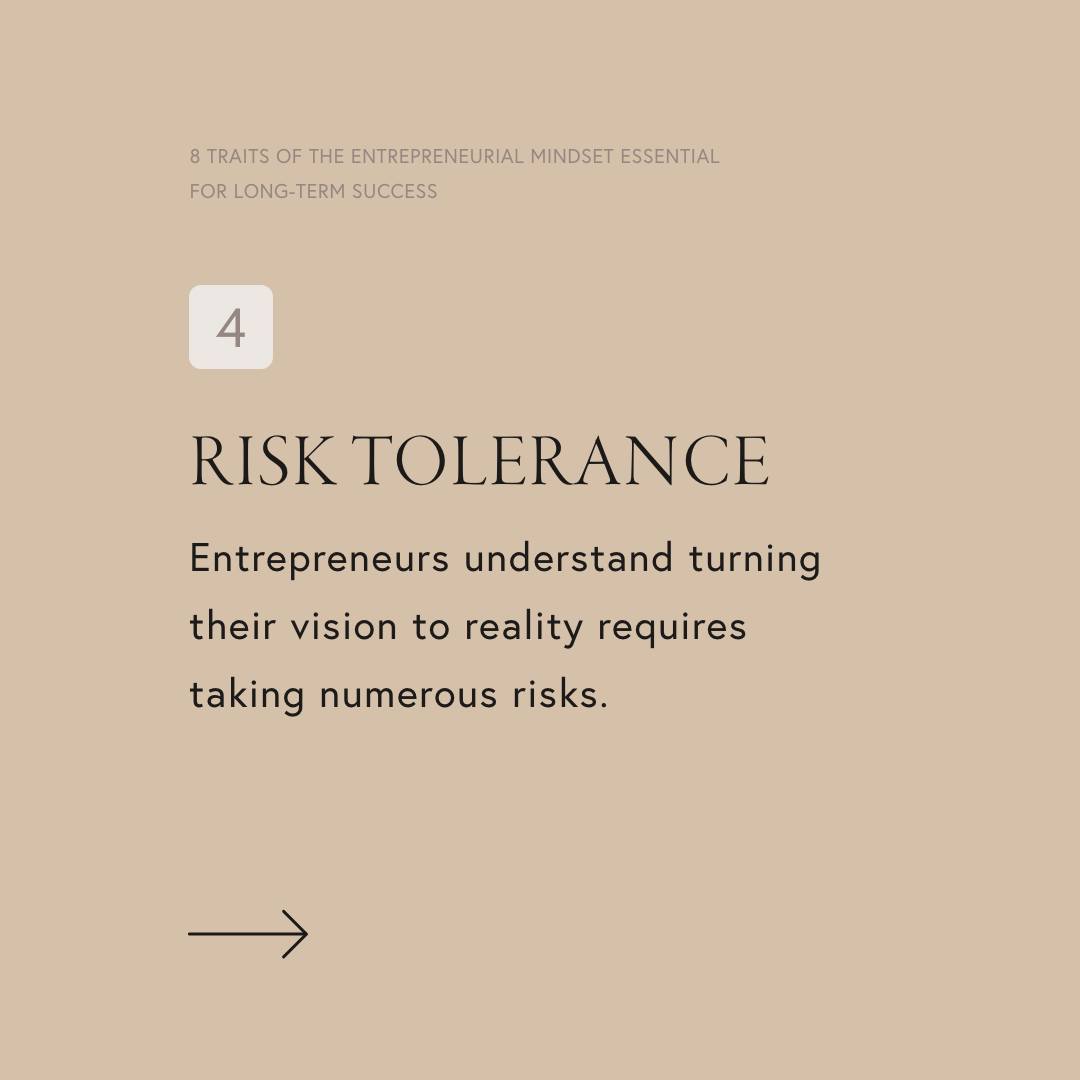 8 TRAITS OF THE ENTREPRENEURIAL MINDSET ESSENTIAL
FOR LONG-TERM SUCCESS
4
RISK TOLERANCE
Entrepreneurs understand turning
their vision to reality requires
taking numerous risks.